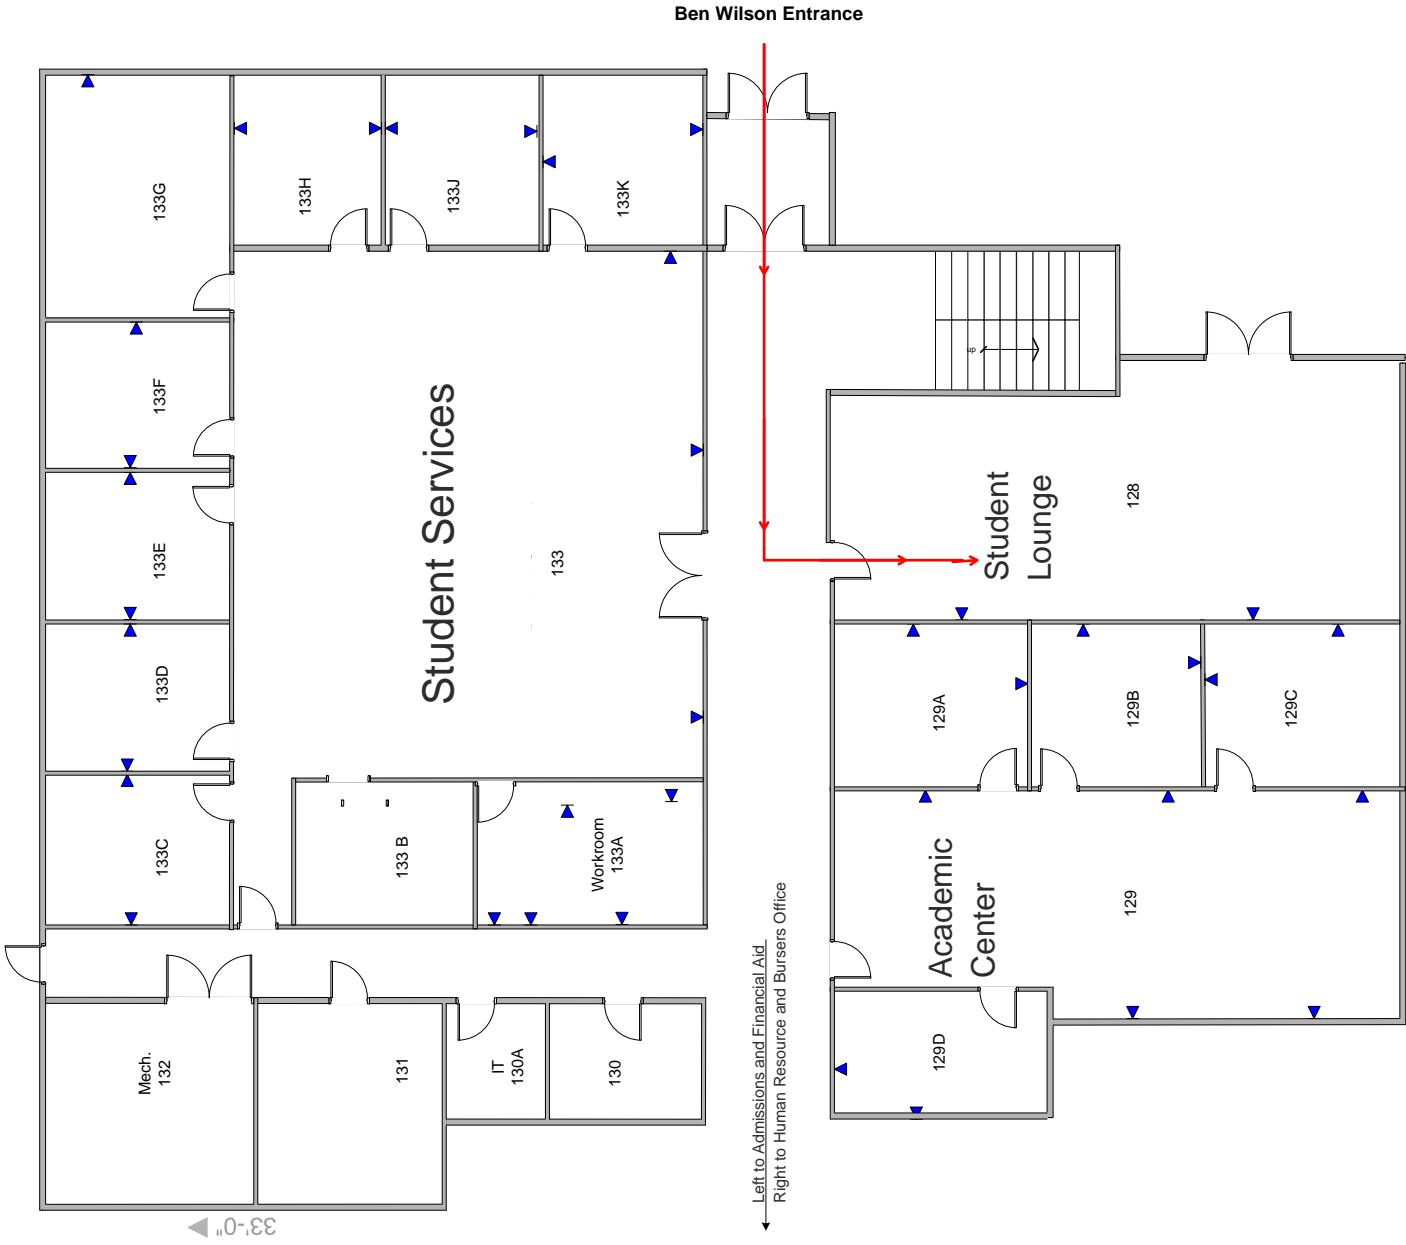 Ben Wilson Entrance
133G
133H
133J
133K
133F
133E
133D
133C
Student Services
133
up
Student
Lounge
128
129A
129B
129C
133 B
Workroom
133A
Academic
Center
129
129D
Mech.
132
131
IT
130A
130
Left to Admissions and Financial Aid
Right to Human Resource and Bursers Office
33'-0"